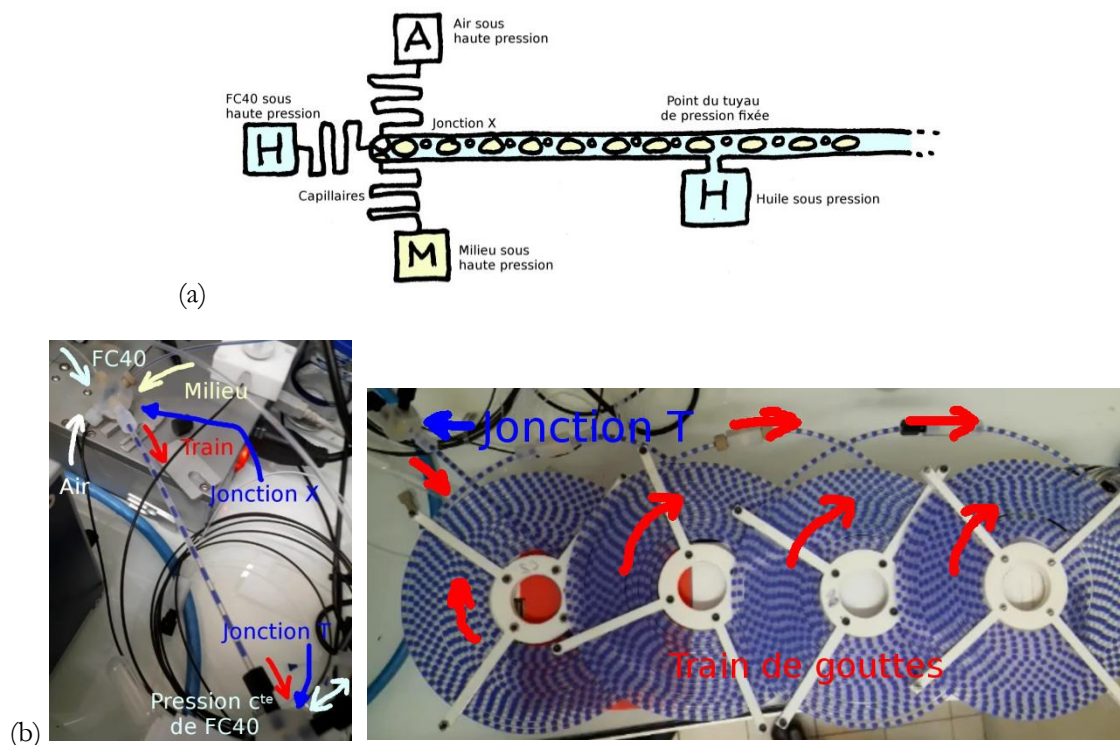 A
Air sous
haute pression
FC40 sous
haute pression
H
Jonction X
Point du tuyau
de pression fixée
Capillaires
H
Huile sous pression
M
Milieu sous
haute pression
(a)
FC40
Milieu
Train
Jonction X
Air
Jonction T
Pression cte
de FC40
Jonction T
Train de gouttes
(b)